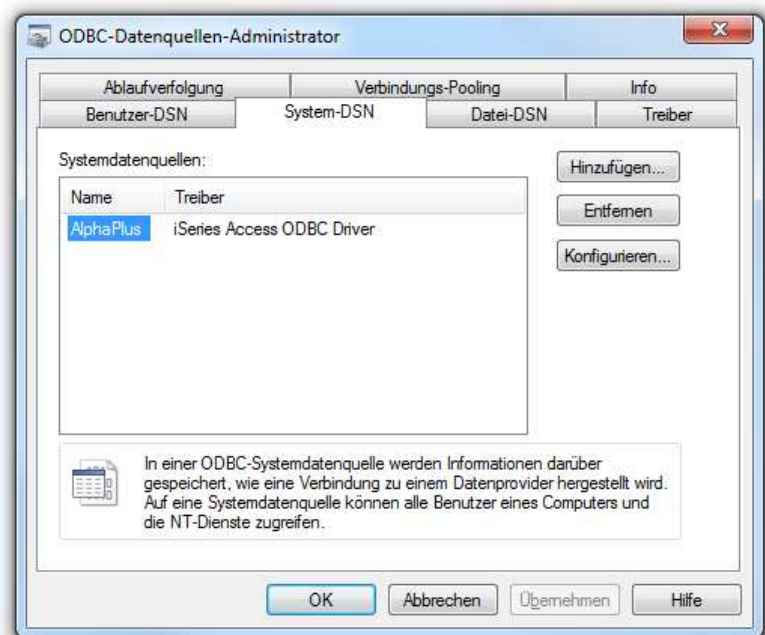 ODBC-Datenquellen-Administrator
Ablaufverfolgung Verbindungs-Pooling Info
Benutzer-DSN System-DSN Datei-DSN Treiber
Systemdatenquellen:
Name Treiber
AlphaPlus iSeries Access ODBC Driver
Hinzufügen...
Entfernen
Konfigurieren...
In einer ODBC-Systemdatenquelle werden Informationen darüber
gespeichert, wie eine Verbindung zu einem Datenprovider hergestellt wird.
Auf eine Systemdatenquelle können alle Benutzer eines Computers und
die NT-Dienste zugreifen.
OK Abbrechen Übernehmen Hilfe